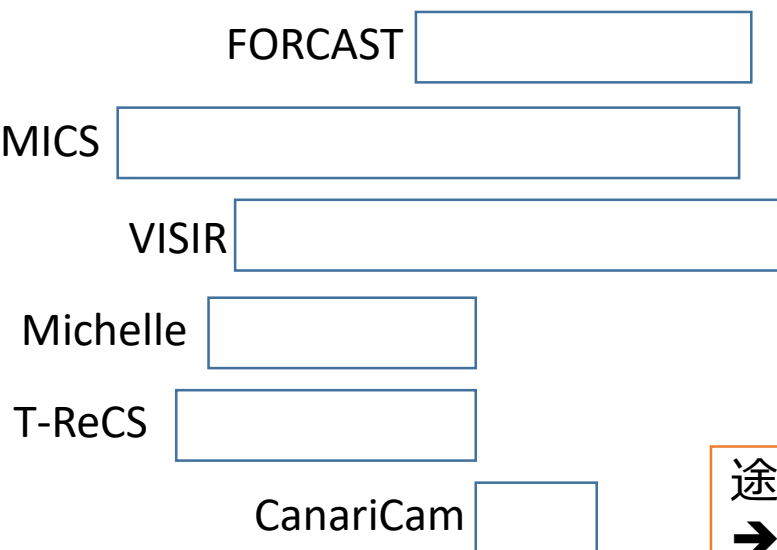 FORCAST
MICS
VISIR
Michelle
T-ReCS
CanariCam
途
➔